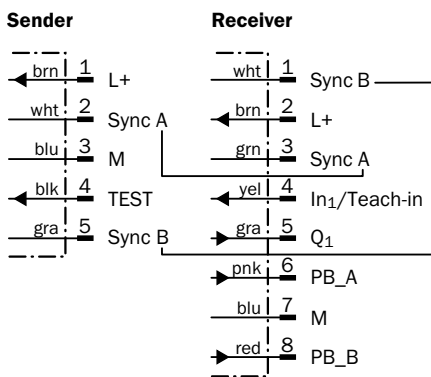 Sender
brn 1 L+
wht 2 Sync A
blu 3 M
blk 4 TEST
gra 5 Sync B
Receiver
wht 1 Sync B
brn 2 L+
grn 3 Sync A
yel 4 In1/Teach-in
gra 5 Q1
pnk 6 PB_A
blu 7 M
red 8 PB_B